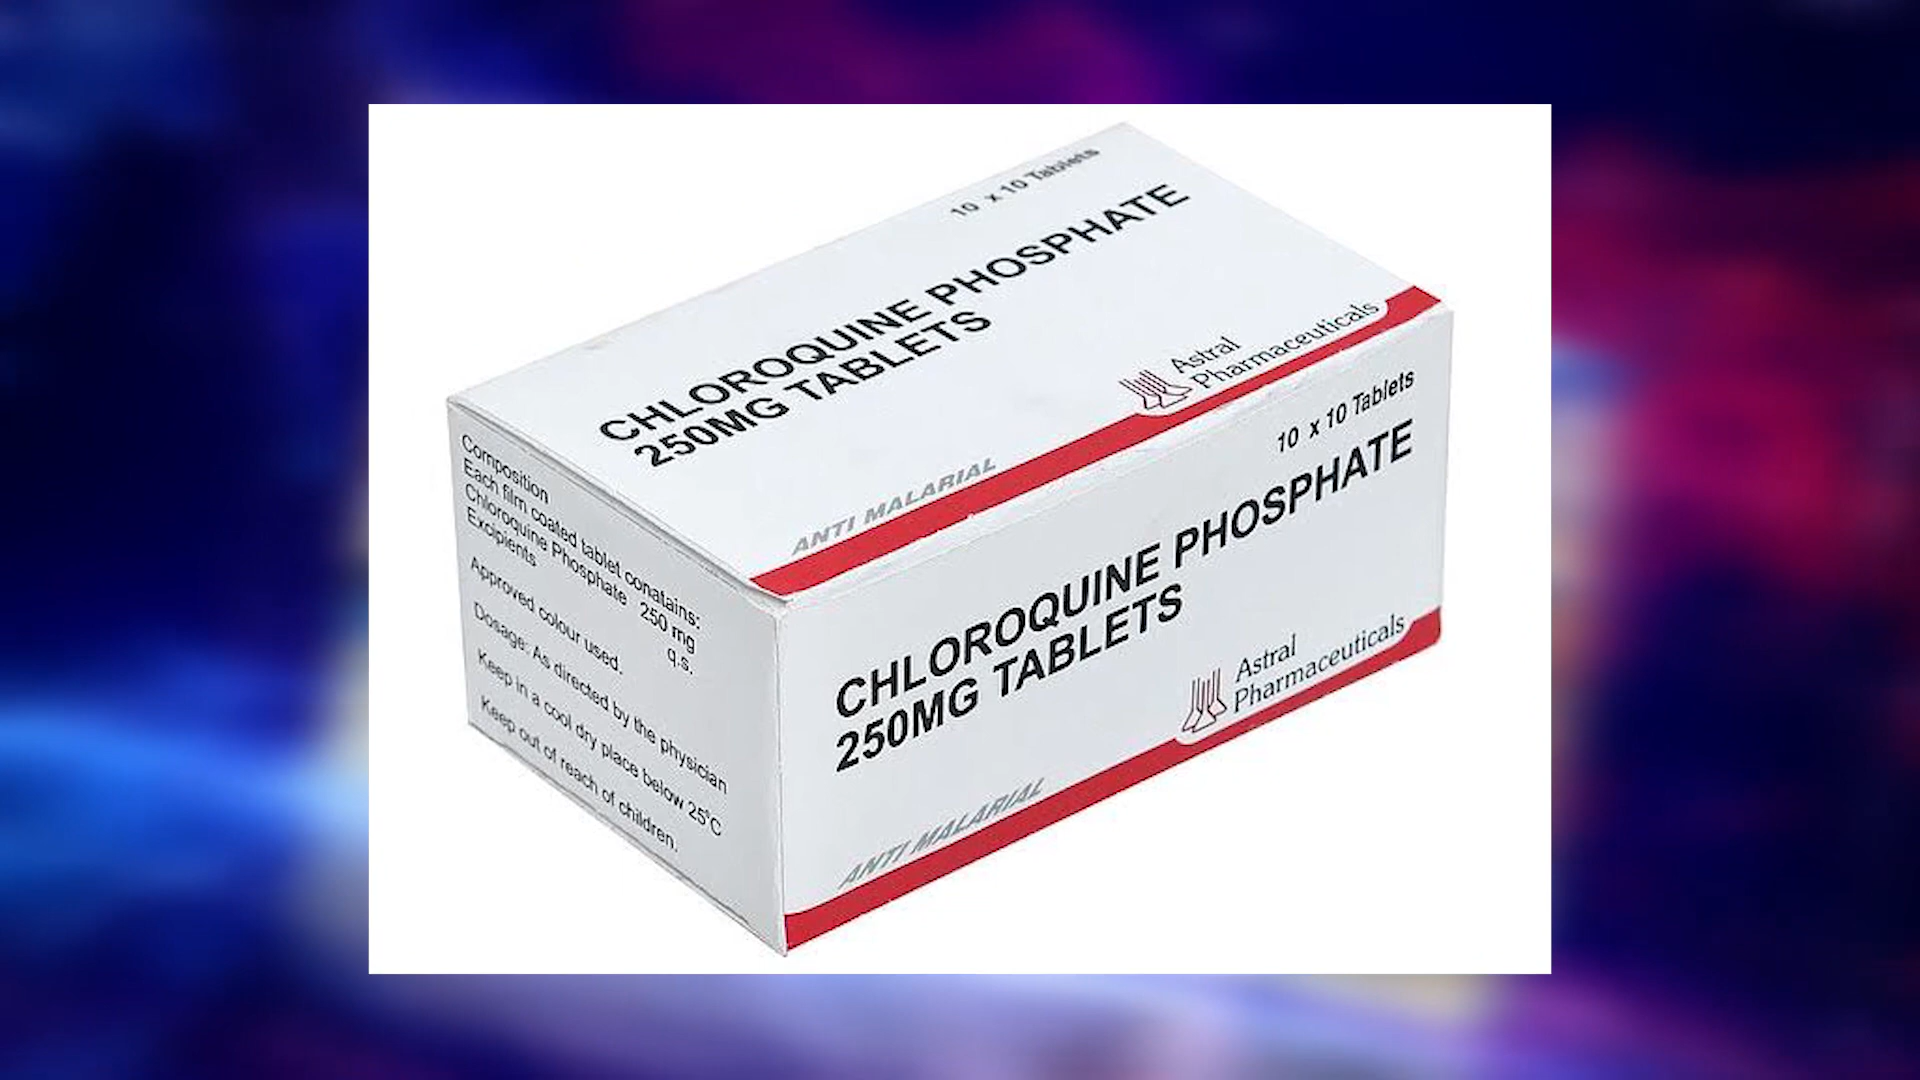 10 x 10 Tablets
CHLOROQUINE PHOSPHATE
250MG TABLETS
Astral
Pharmaceuticals
ANTI MALARIAL
Composition
Each film coated tablet conatains:
Chloroquine Phosphate 250 mg
Excipients q.s.
Approved colour used.
Dosage: As directed by the physician
Keep in a cool dry place below 25°C
Keep out of reach of children.
10 x 10 Tablets
CHLOROQUINE PHOSPHATE
250MG TABLETS
Astral
Pharmaceuticals
ANTI MALARIAL